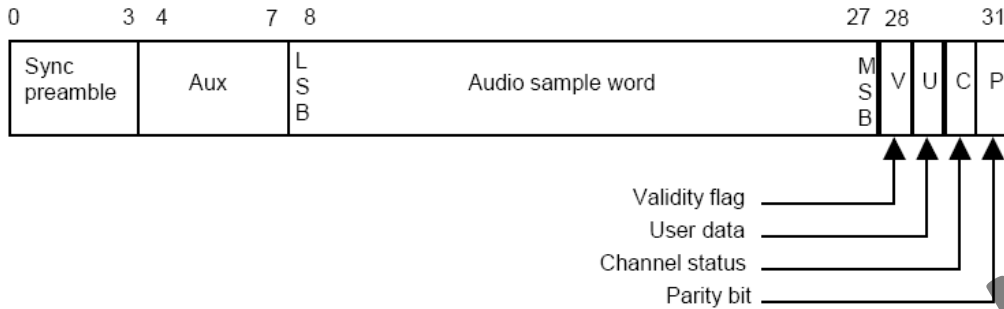 0 3 4 7 8 27 28 31
Sync
preamble
Aux
L
S
B
Audio sample word
M
S
B
V
U
C
P
Validity flag
User data
Channel status
Parity bit